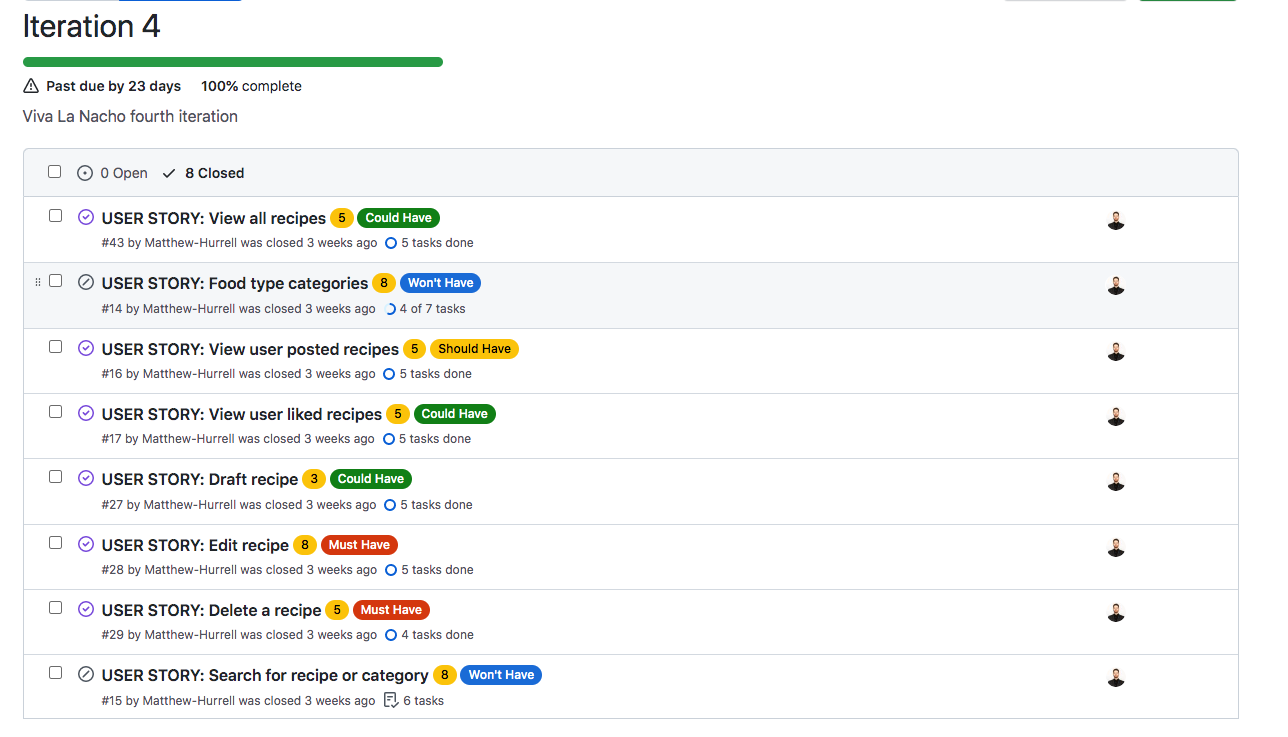 Iteration 4
Past due by 23 days 100% complete
Viva La Nacho fourth iteration
0 Open 8 Closed
USER STORY: View all recipes 5 Could Have
#43 by Matthew-Hurrell was closed 3 weeks ago 5 tasks done
USER STORY: Food type categories 8 Won't Have
#14 by Matthew-Hurrell was closed 3 weeks ago 4 of 7 tasks
USER STORY: View user posted recipes 5 Should Have
#16 by Matthew-Hurrell was closed 3 weeks ago 5 tasks done
USER STORY: View user liked recipes 5 Could Have
#17 by Matthew-Hurrell was closed 3 weeks ago 5 tasks done
USER STORY: Draft recipe 3 Could Have
#27 by Matthew-Hurrell was closed 3 weeks ago 5 tasks done
USER STORY: Edit recipe 8 Must Have
#28 by Matthew-Hurrell was closed 3 weeks ago 5 tasks done
USER STORY: Delete a recipe 5 Must Have
#29 by Matthew-Hurrell was closed 3 weeks ago 4 tasks done
USER STORY: Search for recipe or category 8 Won't Have
#15 by Matthew-Hurrell was closed 3 weeks ago 6 tasks